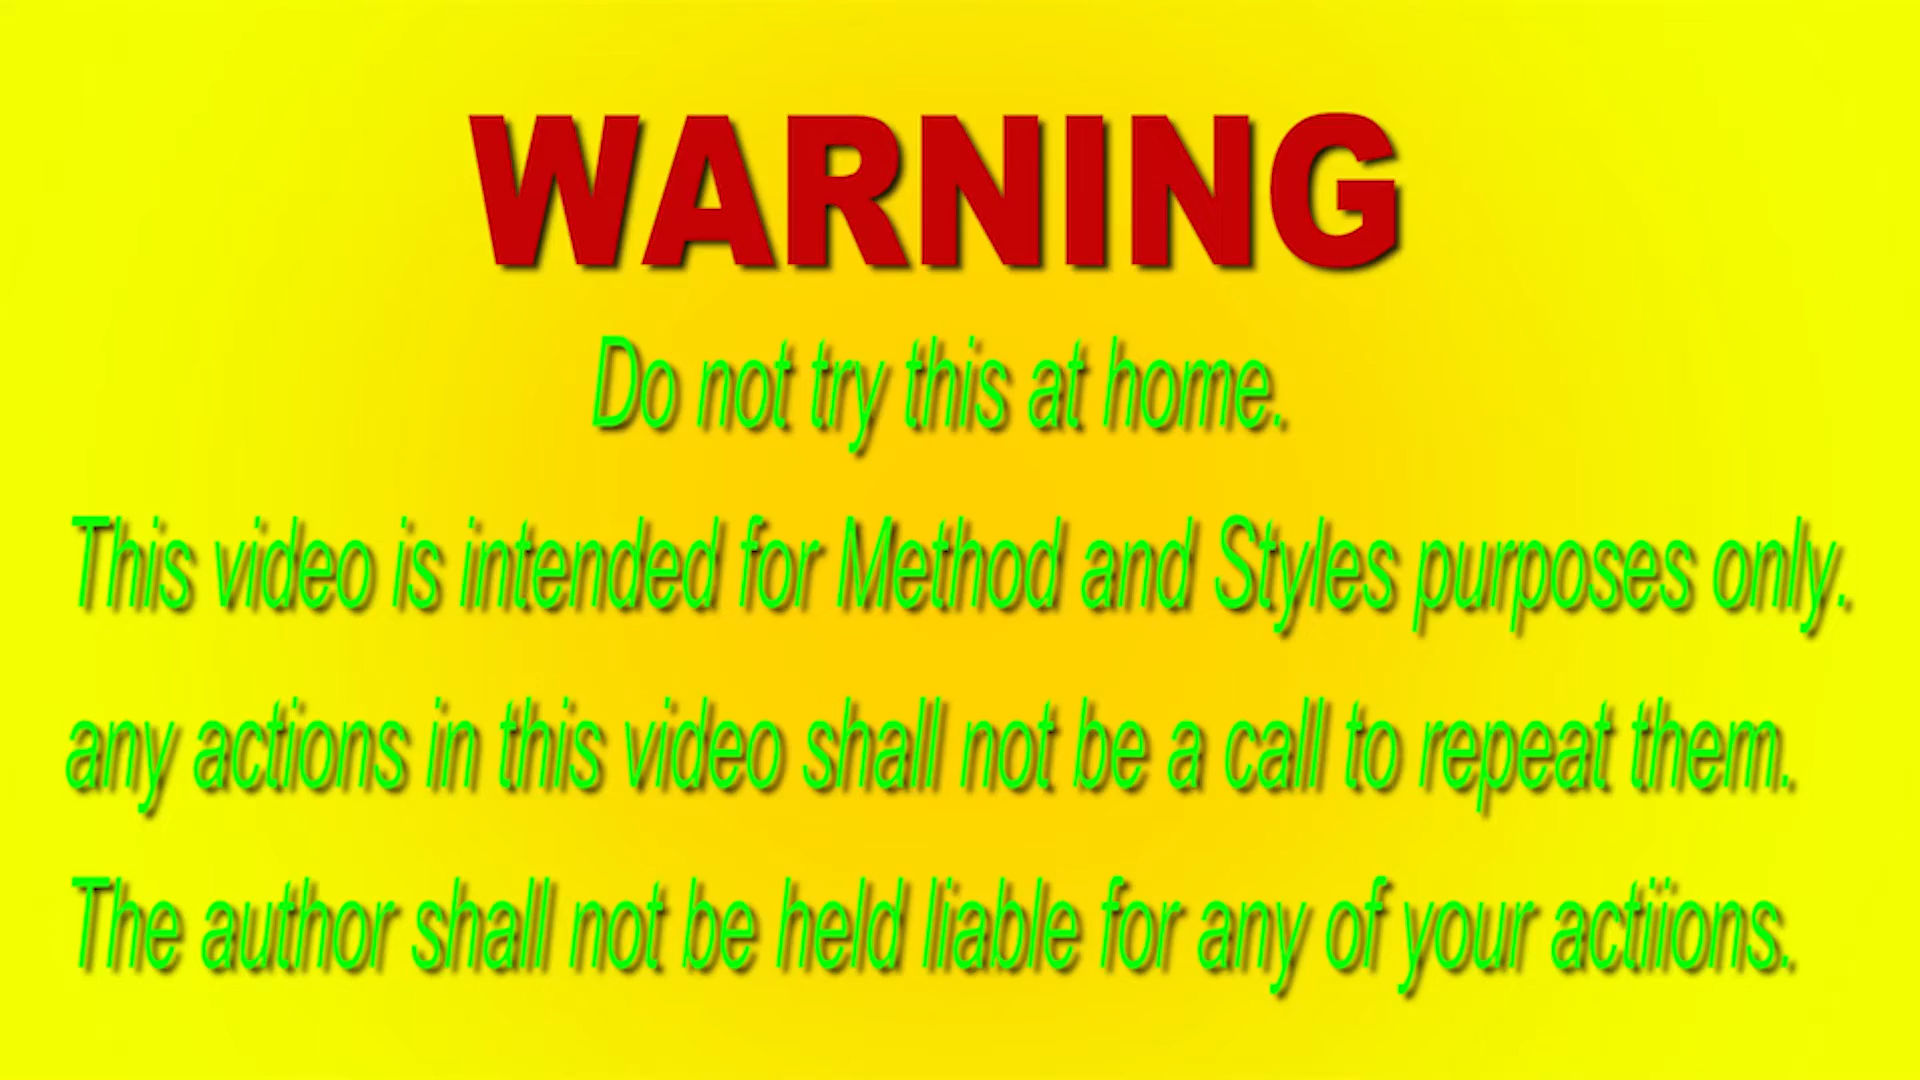 WARNING
Do not try this at home.
This video is intended for Method and Styles purposes only.
any actions in this video shall not be a call to repeat them.
The author shall not be held liable for any of your actiions.